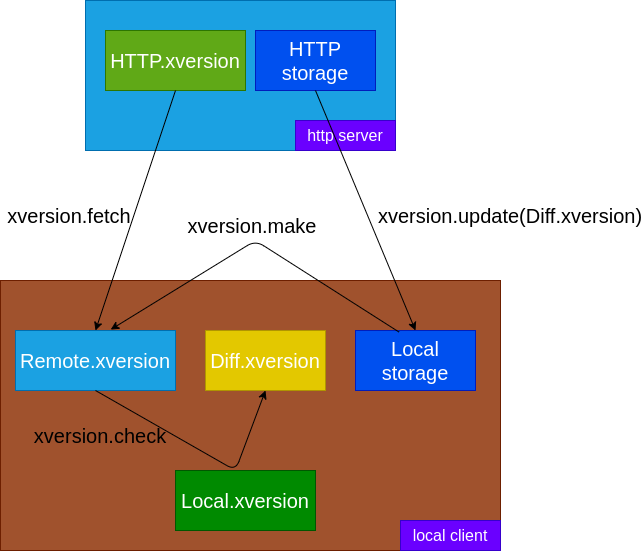 HTTP.xversion
HTTP
storage
http server
xversion.fetch
xversion.make
xversion.update(Diff.xversion)
Remote.xversion
Diff.xversion
Local
storage
xversion.check
Local.xversion
local client